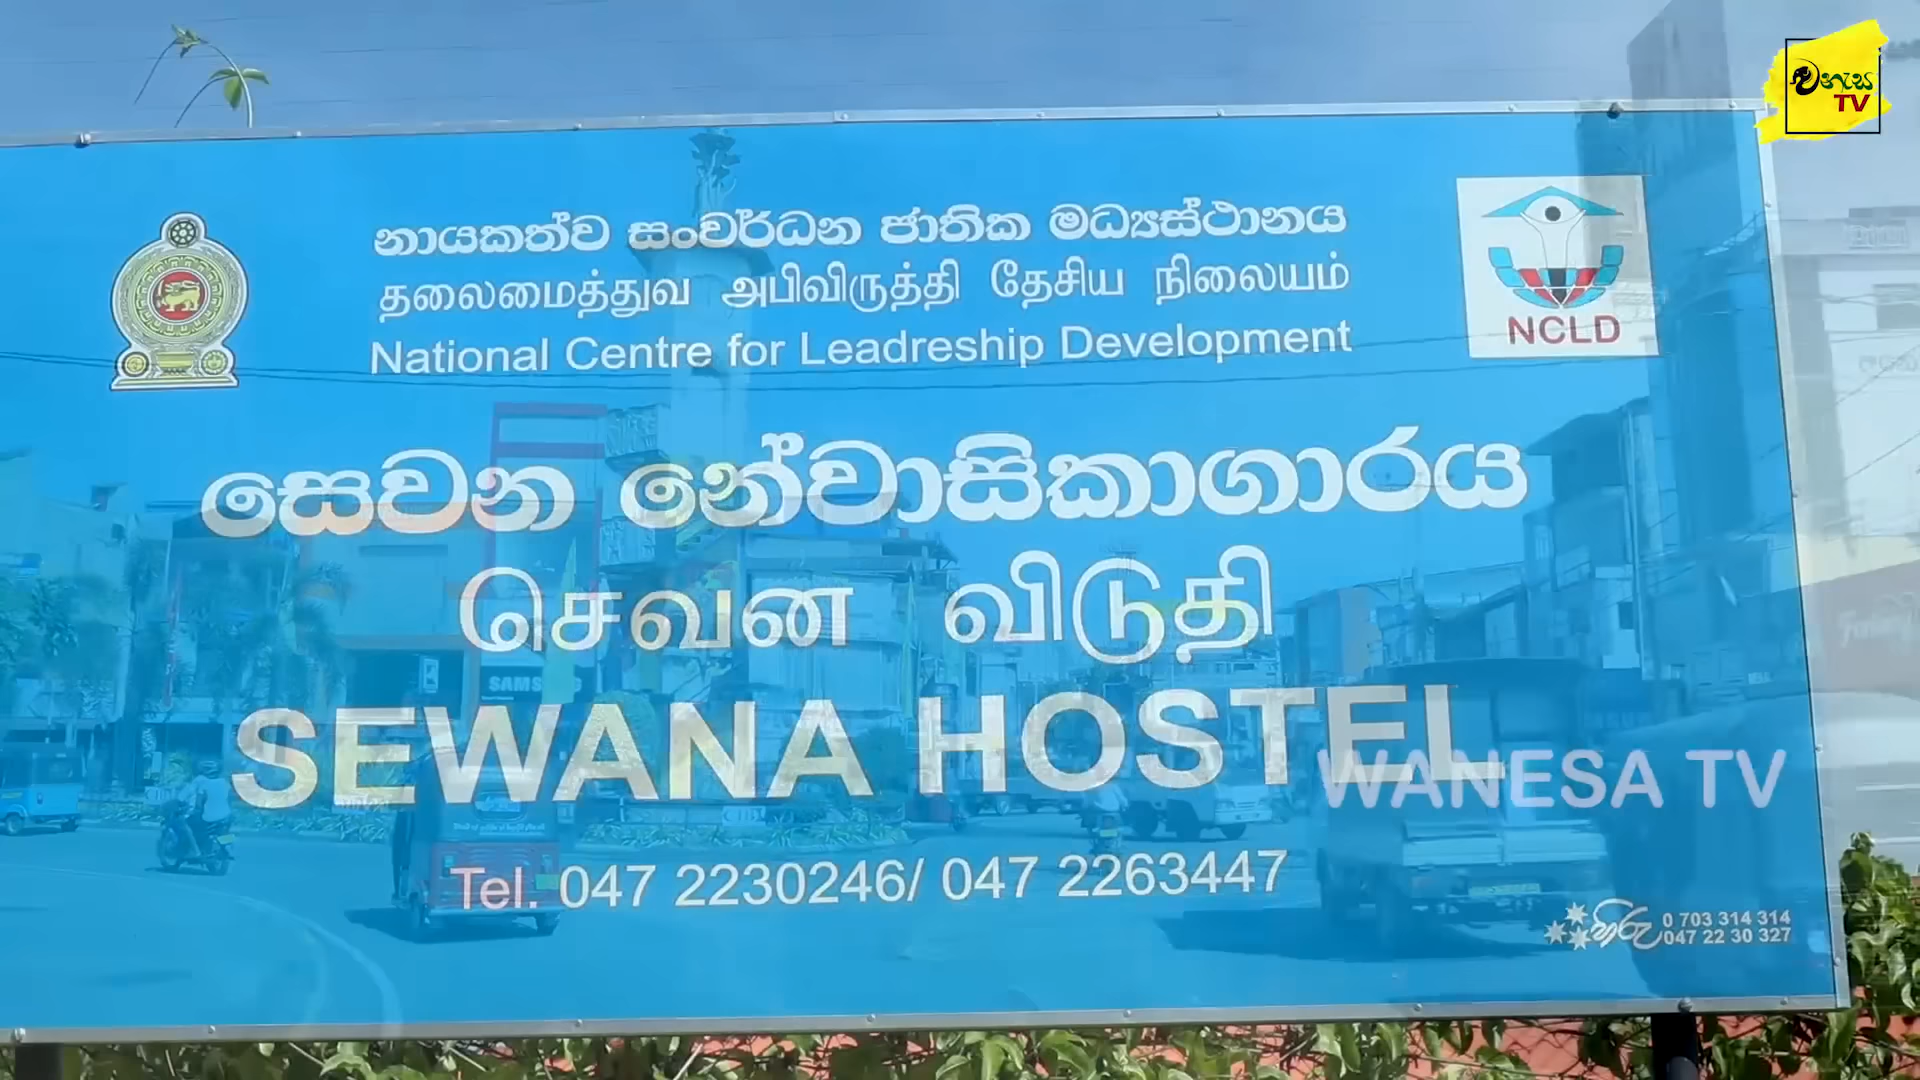 වනැස
TV
නායකත්ව සංවර්ධන ජාතික මධ්‍යස්ථානය
தலைமைத்துவ அபிவிருத்தி தேசிய நிலையம்
National Centre for Leadreship Development
NCLD
සෙවන නේවාසිකාගාරය
செவன விடுதி
SEWANA HOSTEL
WANESA TV
Tel. 047 2230246/ 047 2263447
හිරු 0 703 314 314
047 22 30 327